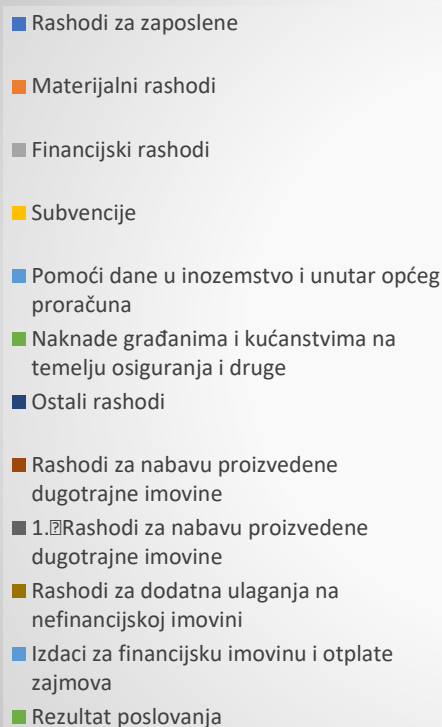 Rashodi za zaposlene
Materijalni rashodi
Financijski rashodi
Subvencije
Pomoći dane u inozemstvo i unutar općeg
proračuna
Naknade građanima i kućanstvima na
temelju osiguranja i druge
Ostali rashodi
Rashodi za nabavu proizvedene
dugotrajne imovine
1.⍰Rashodi za nabavu proizvedene
dugotrajne imovine
Rashodi za dodatna ulaganja na
nefinancijskoj imovini
Izdaci za financijsku imovinu i otplate
zajmova
Rezultat poslovanja